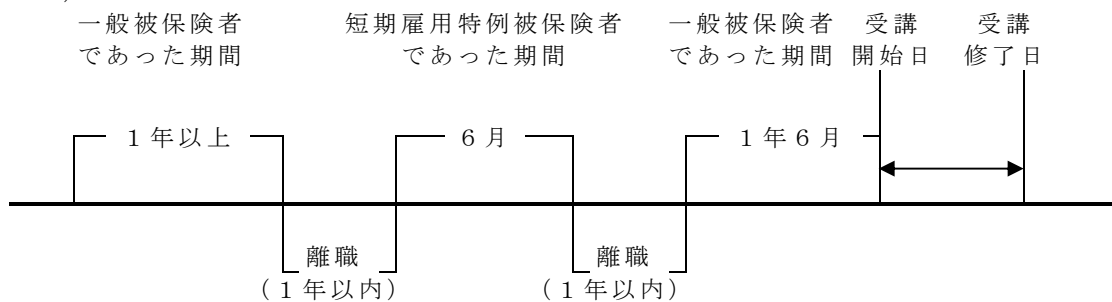 一般被保険者 短期雇用特例被保険者 一般被保険者 受講 受講
であった期間 であった期間 であった期間 開始日 修了日
1年以上 6月 1年6月
離職 離職
(1年以内) (1年以内)